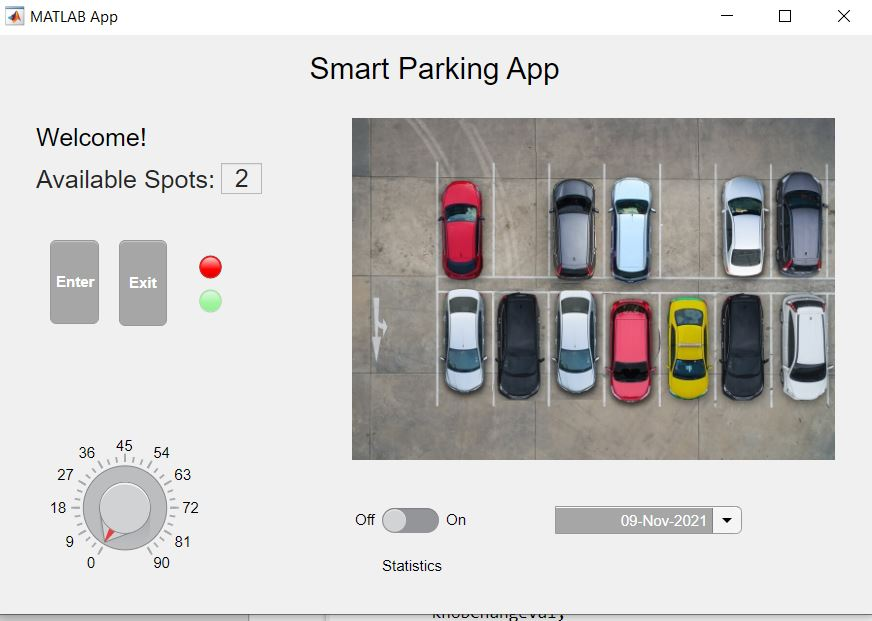 MATLAB App
Smart Parking App
Welcome!
Available Spots: 2
Enter
Exit
45
36
54
27
63
18
72
9
81
0
90
Off
On
09-Nov-2021
Statistics
knobChangeVal;